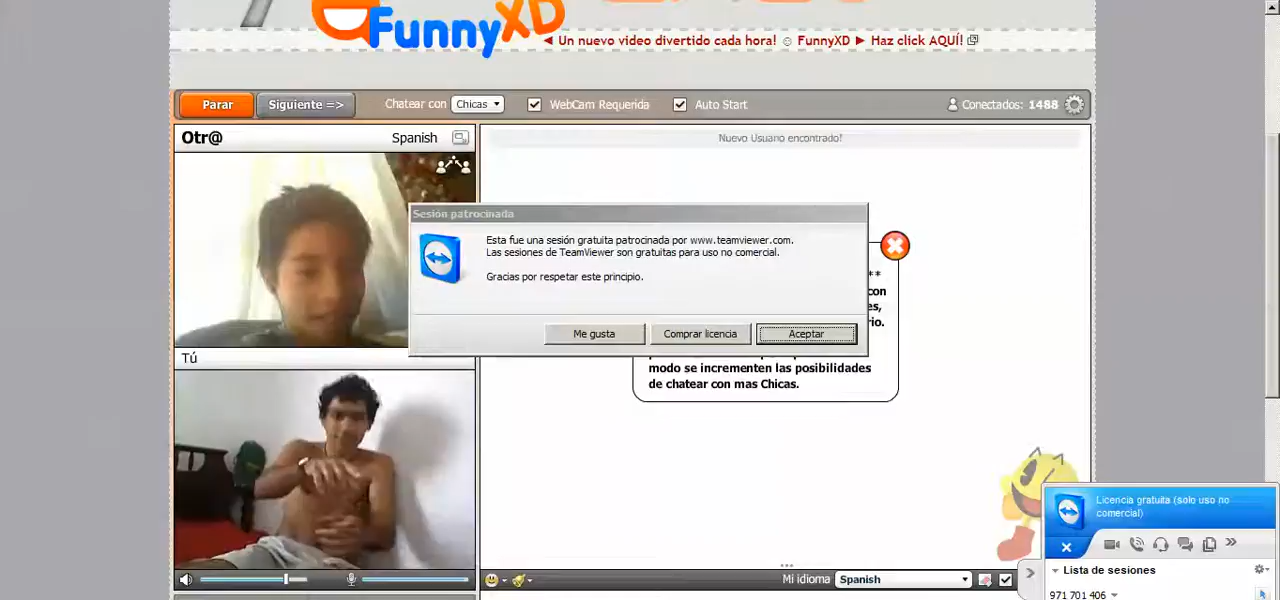 FunnyXD
◄ Un nuevo video divertido cada hora! ☺ FunnyXD ► Haz click AQUÍ!
Parar
Siguiente =>
Chatear con
Chicas
WebCam Requerida
Auto Start
Conectados: 1488
Otr@
Spanish
Nuevo Usuario encontrado!
Sesión patrocinada
Esta fue una sesión gratuita patrocinada por www.teamviewer.com.
Las sesiones de TeamViewer son gratuitas para uso no comercial.
Gracias por respetar este principio.
Me gusta
Comprar licencia
Aceptar
**
con
es,
rio.
modo se incrementen las posibilidades
de chatear con mas Chicas.
Tú
Mi idioma
Spanish
Licencia gratuita (solo uso no
comercial)
Lista de sesiones
971 701 406